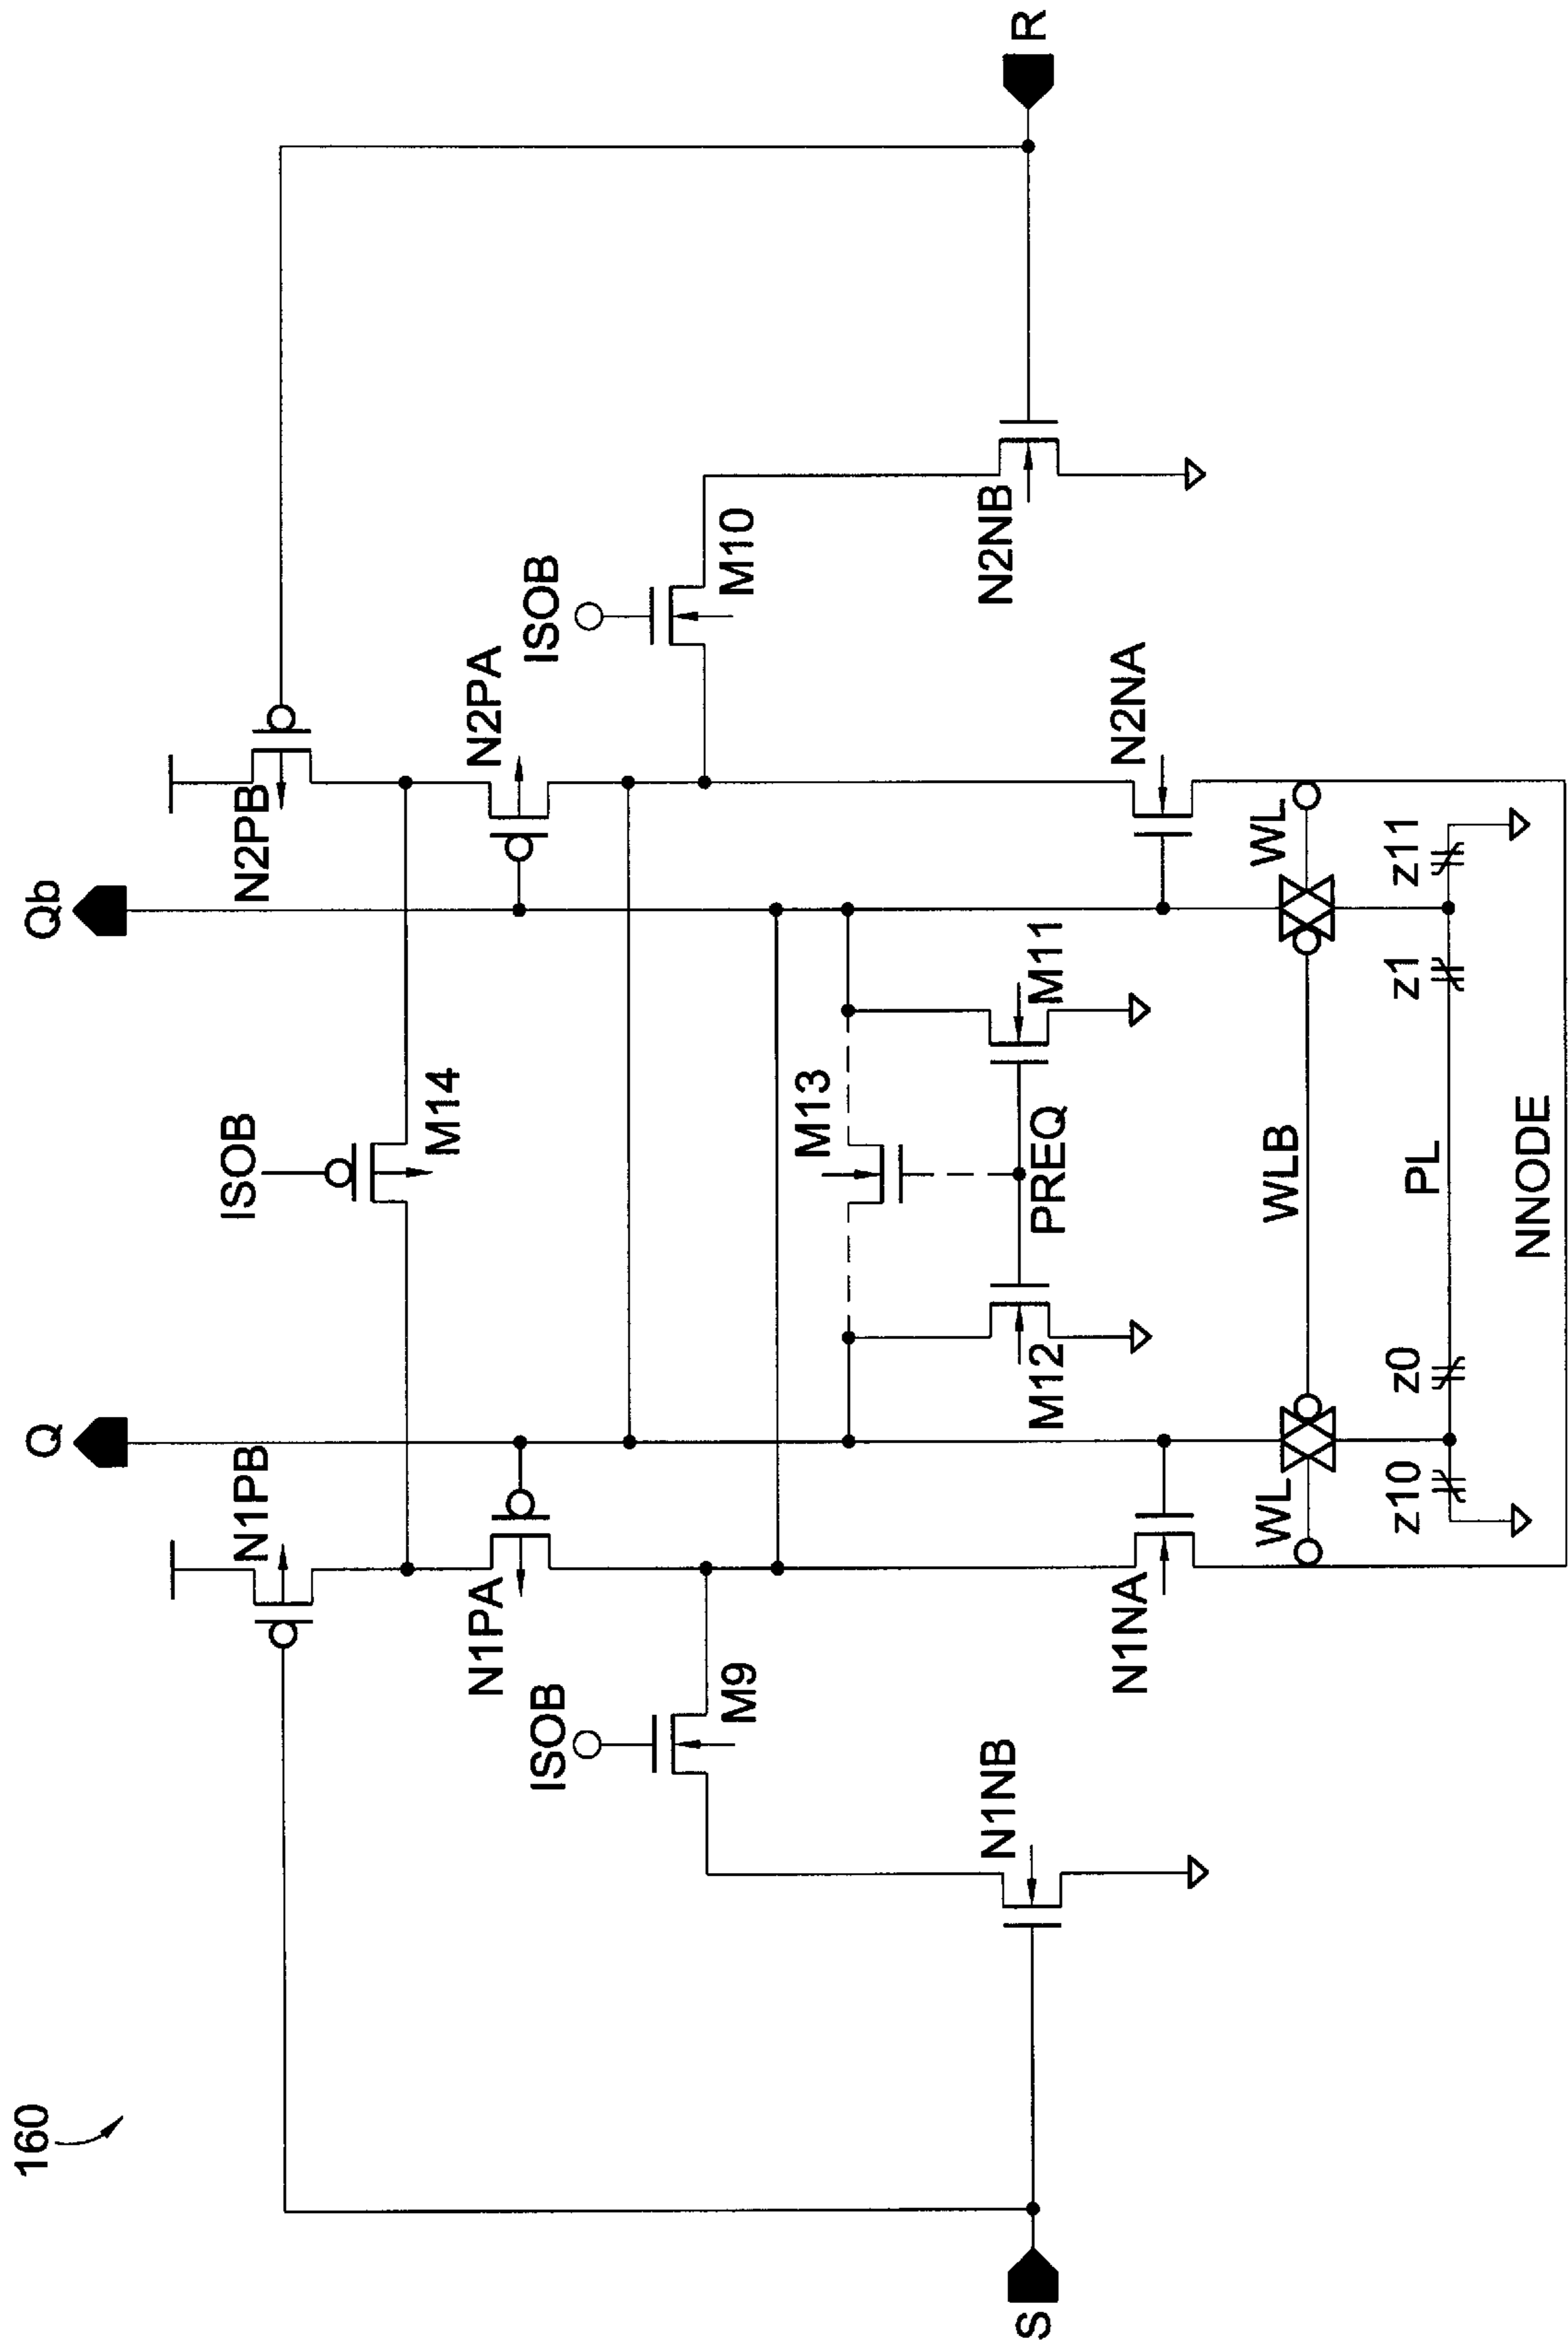 160
Q
Qb
N1PB
N2PB
ISOB
M14
N1PA
N2PA
ISOB
M9
ISOB
M10
M13
N1NB
M12
PREQ
M11
N2NB
S
R
N1NA
N2NA
WL
WLB
WL
z10
z0
PL
z1
z11
NNODE